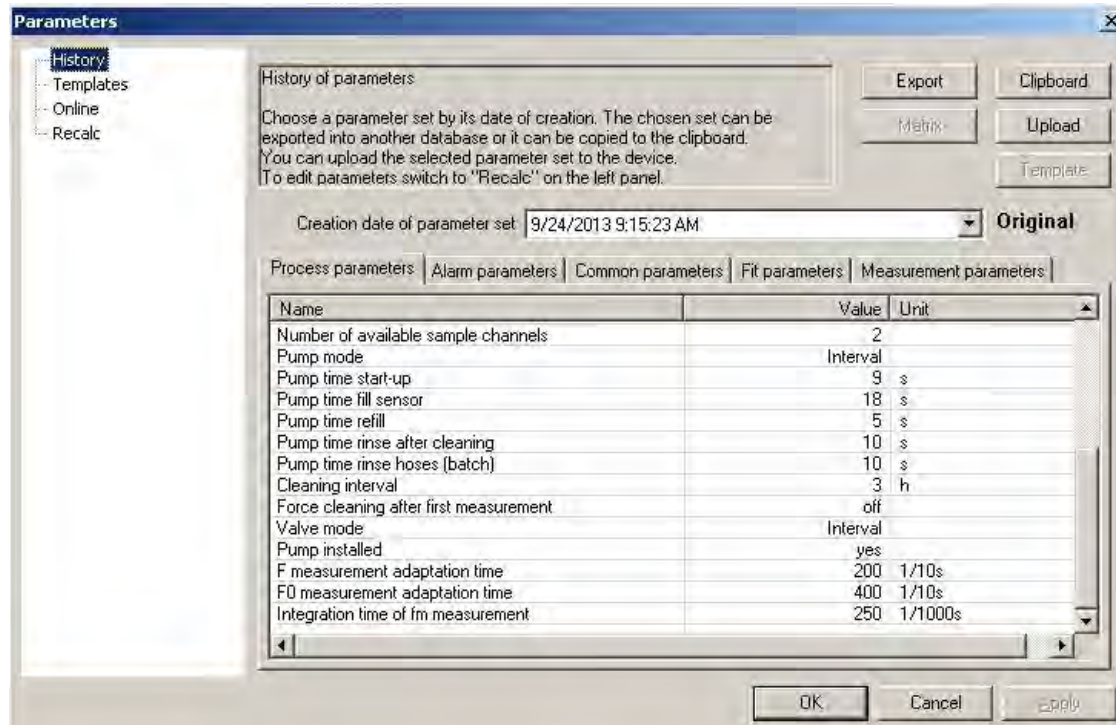 Parameters
History
Templates
Online
Recalc
History of parameters
Choose a parameter set by its date of creation. The chosen set can be
exported into another database or it can be copied to the clipboard.
You can upload the selected parameter set to the device.
To edit parameters switch to "Recalc" on the left panel.
Export
Clipboard
Matrix
Upload
Template
Creation date of parameter set 9/24/2013 9:15:23 AM Original
Process parameters Alarm parameters Common parameters Fit parameters Measurement parameters
Name Value Unit
Number of available sample channels 2
Pump mode Interval
Pump time start-up 9 s
Pump time fill sensor 18 s
Pump time refill 5 s
Pump time rinse after cleaning 10 s
Pump time rinse hoses (batch) 10 s
Cleaning interval 3 h
Force cleaning after first measurement off
Valve mode Interval
Pump installed yes
F measurement adaptation time 200 1/10s
F0 measurement adaptation time 400 1/10s
Integration time of fm measurement 250 1/1000s
OK Cancel Apply